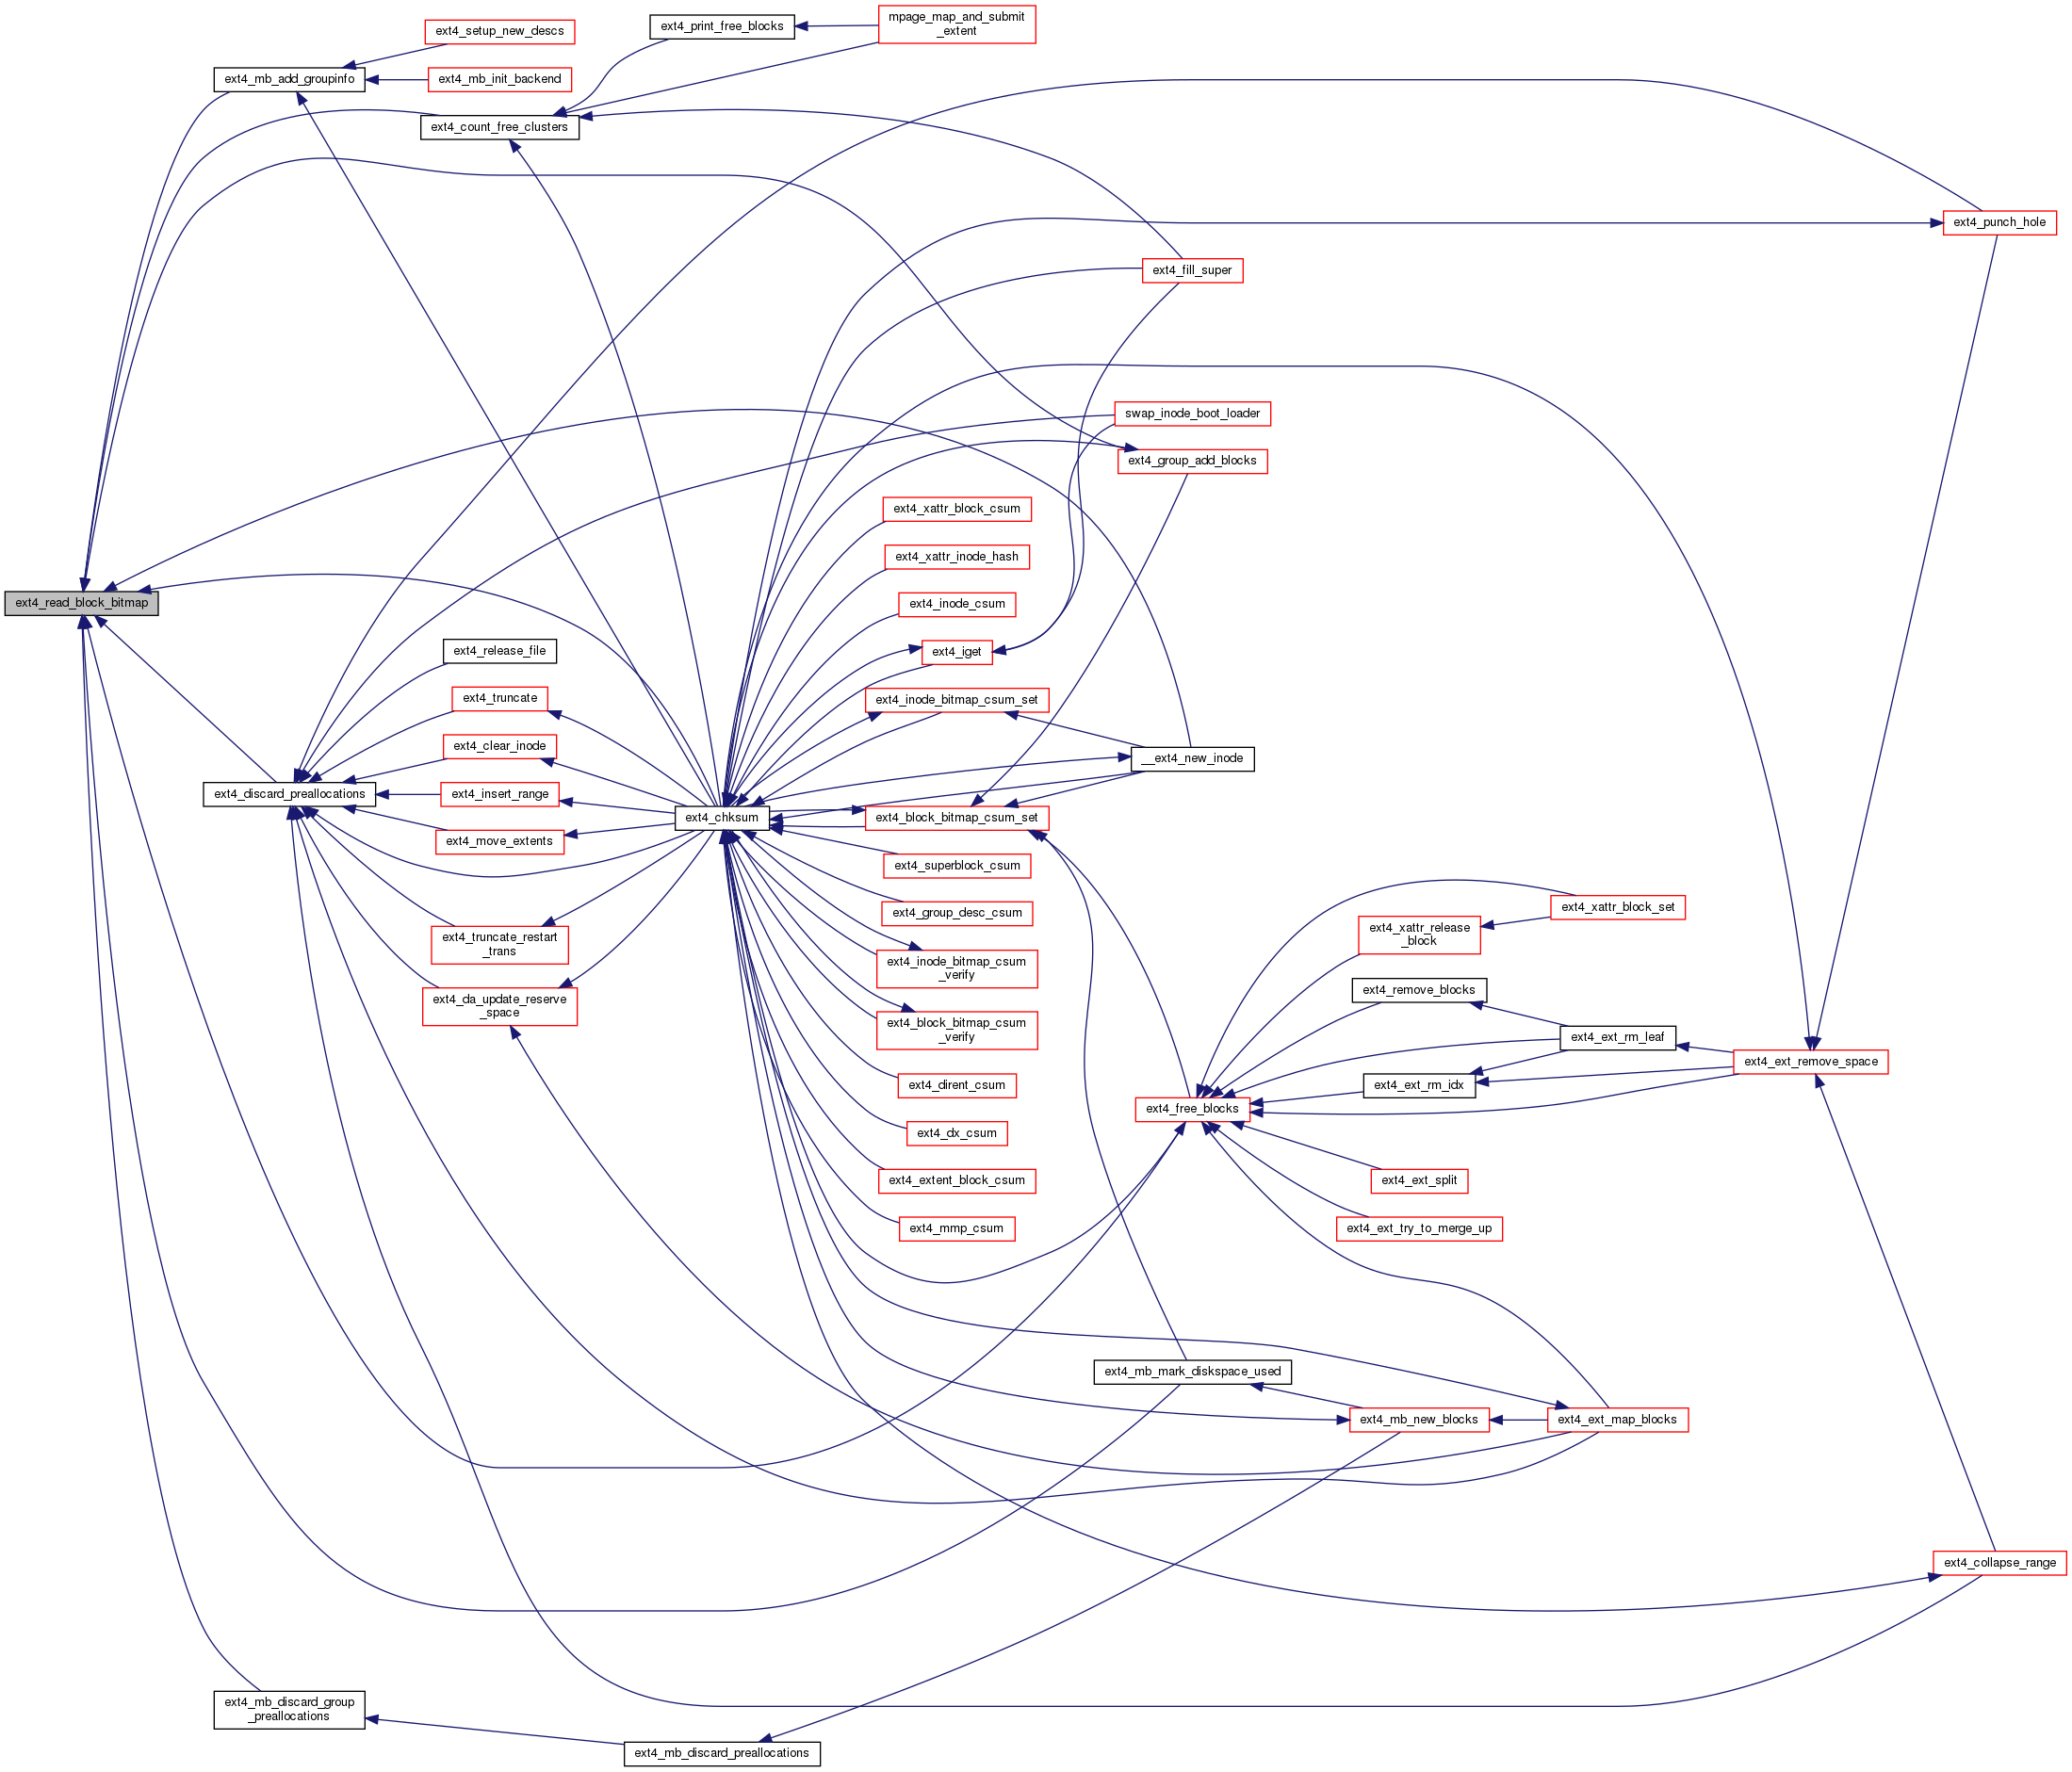 ext4_setup_new_descs
ext4_print_free_blocks
mpage_map_and_submit
_extent
ext4_mb_add_groupinfo
ext4_mb_init_backend
ext4_count_free_clusters
ext4_punch_hole
ext4_fill_super
swap_inode_boot_loader
ext4_group_add_blocks
ext4_xattr_block_csum
ext4_xattr_inode_hash
ext4_read_block_bitmap
ext4_inode_csum
ext4_release_file
ext4_iget
ext4_truncate
ext4_inode_bitmap_csum_set
ext4_clear_inode
__ext4_new_inode
ext4_discard_preallocations
ext4_insert_range
ext4_chksum
ext4_block_bitmap_csum_set
ext4_move_extents
ext4_superblock_csum
ext4_group_desc_csum
ext4_xattr_block_set
ext4_truncate_restart
_trans
ext4_xattr_release
_block
ext4_inode_bitmap_csum
_verify
ext4_da_update_reserve
_space
ext4_remove_blocks
ext4_block_bitmap_csum
_verify
ext4_ext_rm_leaf
ext4_ext_remove_space
ext4_dirent_csum
ext4_ext_rm_idx
ext4_free_blocks
ext4_dx_csum
ext4_extent_block_csum
ext4_ext_split
ext4_mmp_csum
ext4_ext_try_to_merge_up
ext4_mb_mark_diskspace_used
ext4_mb_new_blocks
ext4_ext_map_blocks
ext4_collapse_range
ext4_mb_discard_group
_preallocations
ext4_mb_discard_preallocations